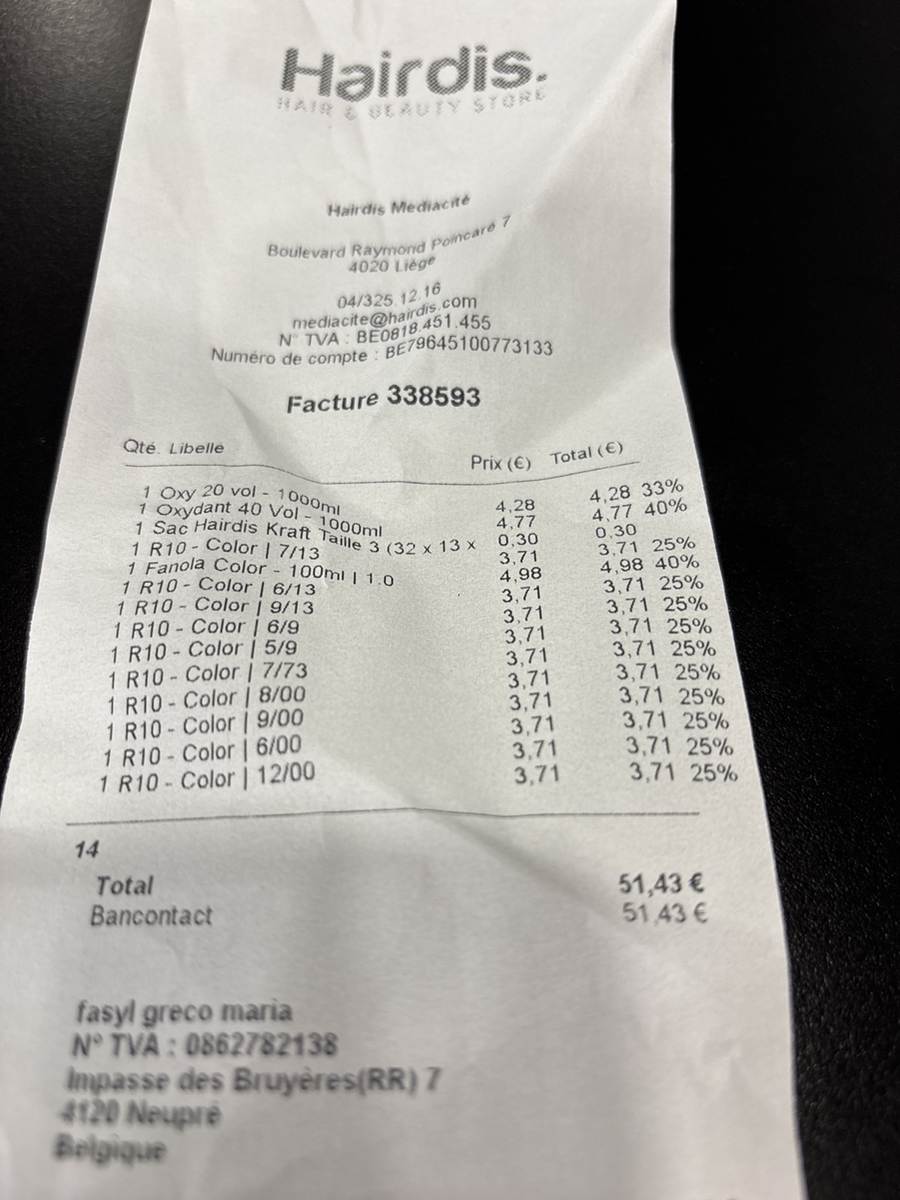 Hairdis.
HAIR & BEAUTY STORE
Hairdis Mediacité
Boulevard Raymond Poincaré 7
4020 Liège
04/325.12.16
mediacite@hairdis.com
N° TVA : BE0818.451.455
Numéro de compte : BE79645100773133
Facture 338593
Qté. Libellé Prix (€) Total (€)
1 Oxy 20 vol - 1000ml 4,28 4,28 33%
1 Oxydant 40 Vol - 1000ml 4,77 4,77 40%
1 Sac Hairdis Kraft Taille 3 (32 x 13 x 0,30 0,30
1 R10 - Color | 7/13 3,71 3,71 25%
1 Fanola Color - 100ml | 1.0 4,98 4,98 40%
1 R10 - Color | 6/13 3,71 3,71 25%
1 R10 - Color | 9/13 3,71 3,71 25%
1 R10 - Color | 6/9 3,71 3,71 25%
1 R10 - Color | 5/9 3,71 3,71 25%
1 R10 - Color | 7/73 3,71 3,71 25%
1 R10 - Color | 8/00 3,71 3,71 25%
1 R10 - Color | 9/00 3,71 3,71 25%
1 R10 - Color | 6/00 3,71 3,71 25%
1 R10 - Color | 12/00 3,71 3,71 25%
14
Total 51,43 €
Bancontact 51,43 €
fasyl greco maria
N° TVA : 0862782138
Impasse des Bruyères(RR) 7
4120 Neupré
Belgique